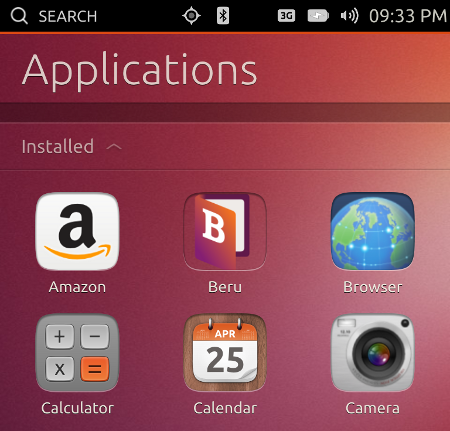 SEARCH 3G 09:33 PM
Applications
Installed
a B
Amazon Beru Browser
+ −
x =
APR
25
Calculator Calendar Camera